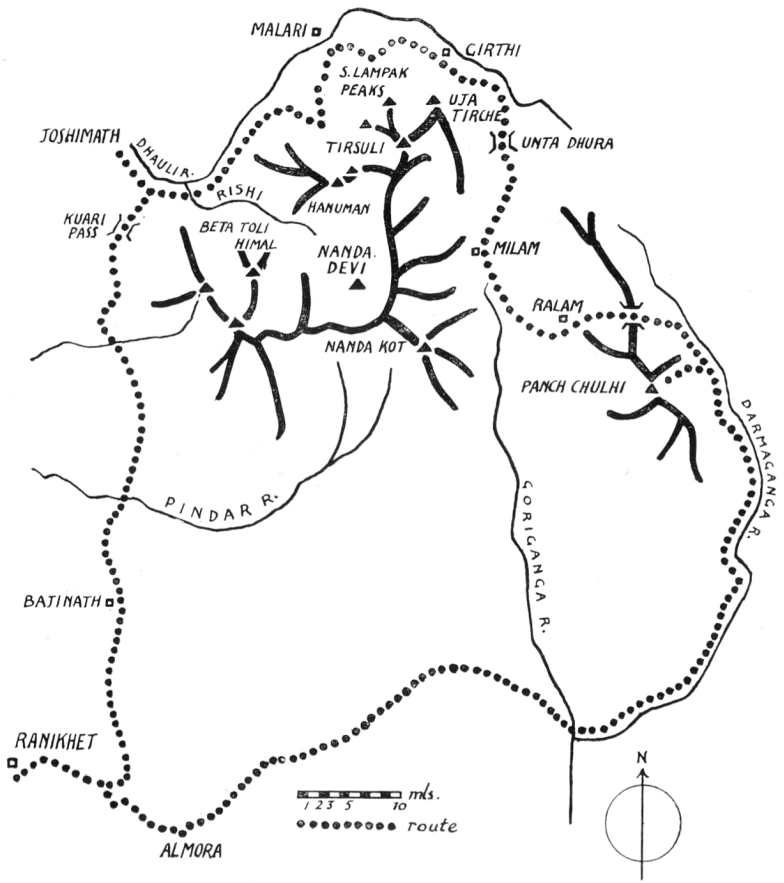 MALARI
GIRTHI
S. LAMPAK
PEAKS
UJA
TIRCHE
JOSHIMATH
DHAULI R.
TIRSULI
UNTA DHURA
RISHI
HANUMAN
KUARI
PASS
BETA TOLI
HIMAL
NANDA
DEVI
MILAM
RALAM
NANDA KOT
PANCH CHULHI
DARMAGANGA R.
PINDAR R.
GORIGANGA R.
BAJINATH
RANIKHET
N
mls.
1 2 3 5 10
route
ALMORA